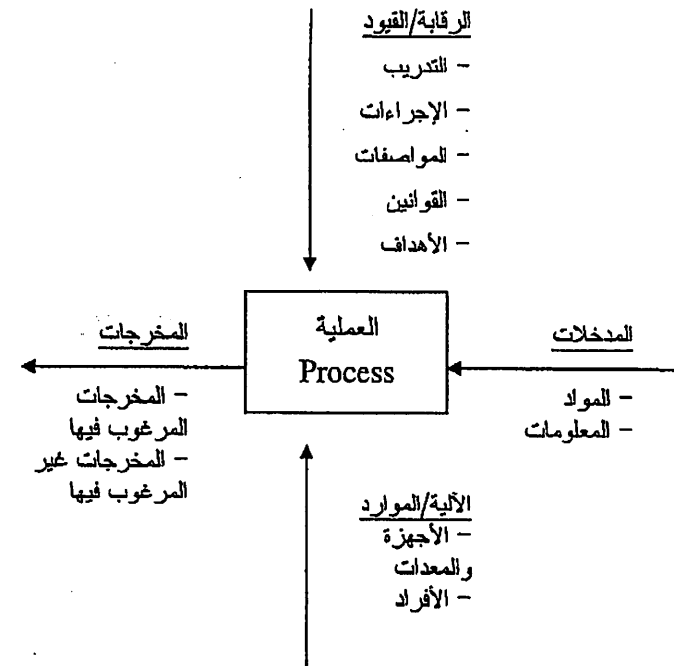 الرقابة/القيود
– التدريب
– الإجراءات
– المواصفات
– القوانين
– الأهداف
العملية
Process
المدخلات
– المواد
– المعلومات
المخرجات
– المخرجات
المرغوب فيها
– المخرجات غير
المرغوب فيها
الآلية/الموارد
– الأجهزة
والمعدات
– الأفراد